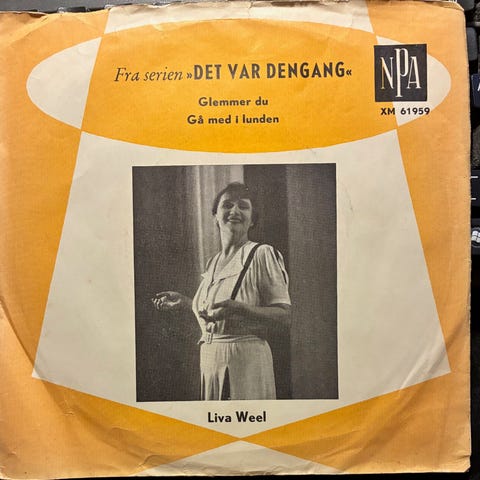 Fra serien »DET VAR DENGANG«
Glemmer du
Gå med i lunden
NPA
XM 61959
Liva Weel